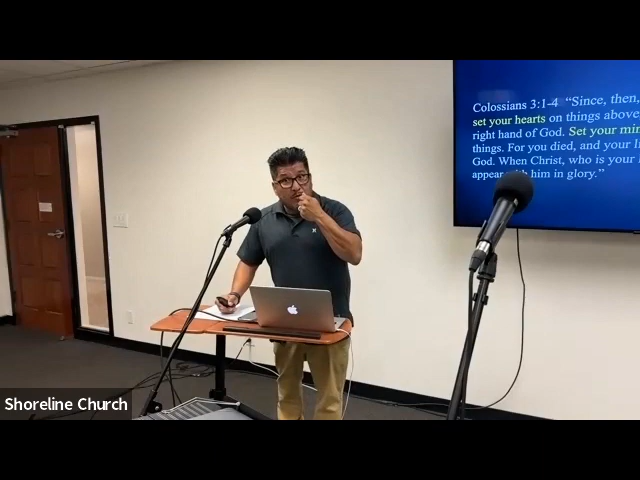 Colossians 3:1-4 “Since, then,
set your hearts on things above
right hand of God. Set your min
things. For you died, and your l
God. When Christ, who is your
appear with him in glory.”
Shoreline Church